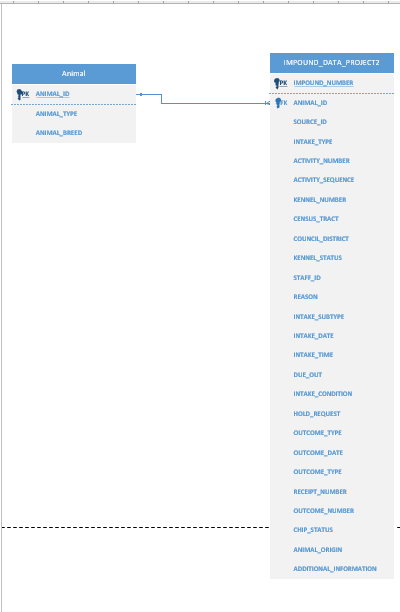 Animal
PK ANIMAL_ID
ANIMAL_TYPE
ANIMAL_BREED
IMPOUND_DATA_PROJECT2
PK IMPOUND_NUMBER
FK ANIMAL_ID
SOURCE_ID
INTAKE_TYPE
ACTIVITY_NUMBER
ACTIVITY_SEQUENCE
KENNEL_NUMBER
CENSUS_TRACT
COUNCIL_DISTRICT
KENNEL_STATUS
STAFF_ID
REASON
INTAKE_SUBTYPE
INTAKE_DATE
INTAKE_TIME
DUE_OUT
INTAKE_CONDITION
HOLD_REQUEST
OUTCOME_TYPE
OUTCOME_DATE
OUTCOME_TYPE
RECEIPT_NUMBER
OUTCOME_NUMBER
CHIP_STATUS
ANIMAL_ORIGIN
ADDITIONAL_INFORMATION